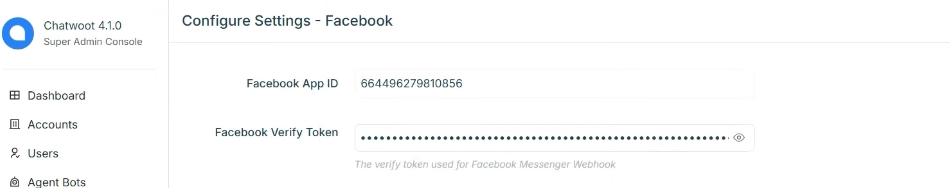 Chatwoot 4.1.0
Super Admin Console
Dashboard
Accounts
Users
Agent Bots
Configure Settings - Facebook
Facebook App ID
664496279810856
Facebook Verify Token
The verify token used for Facebook Messenger Webhook